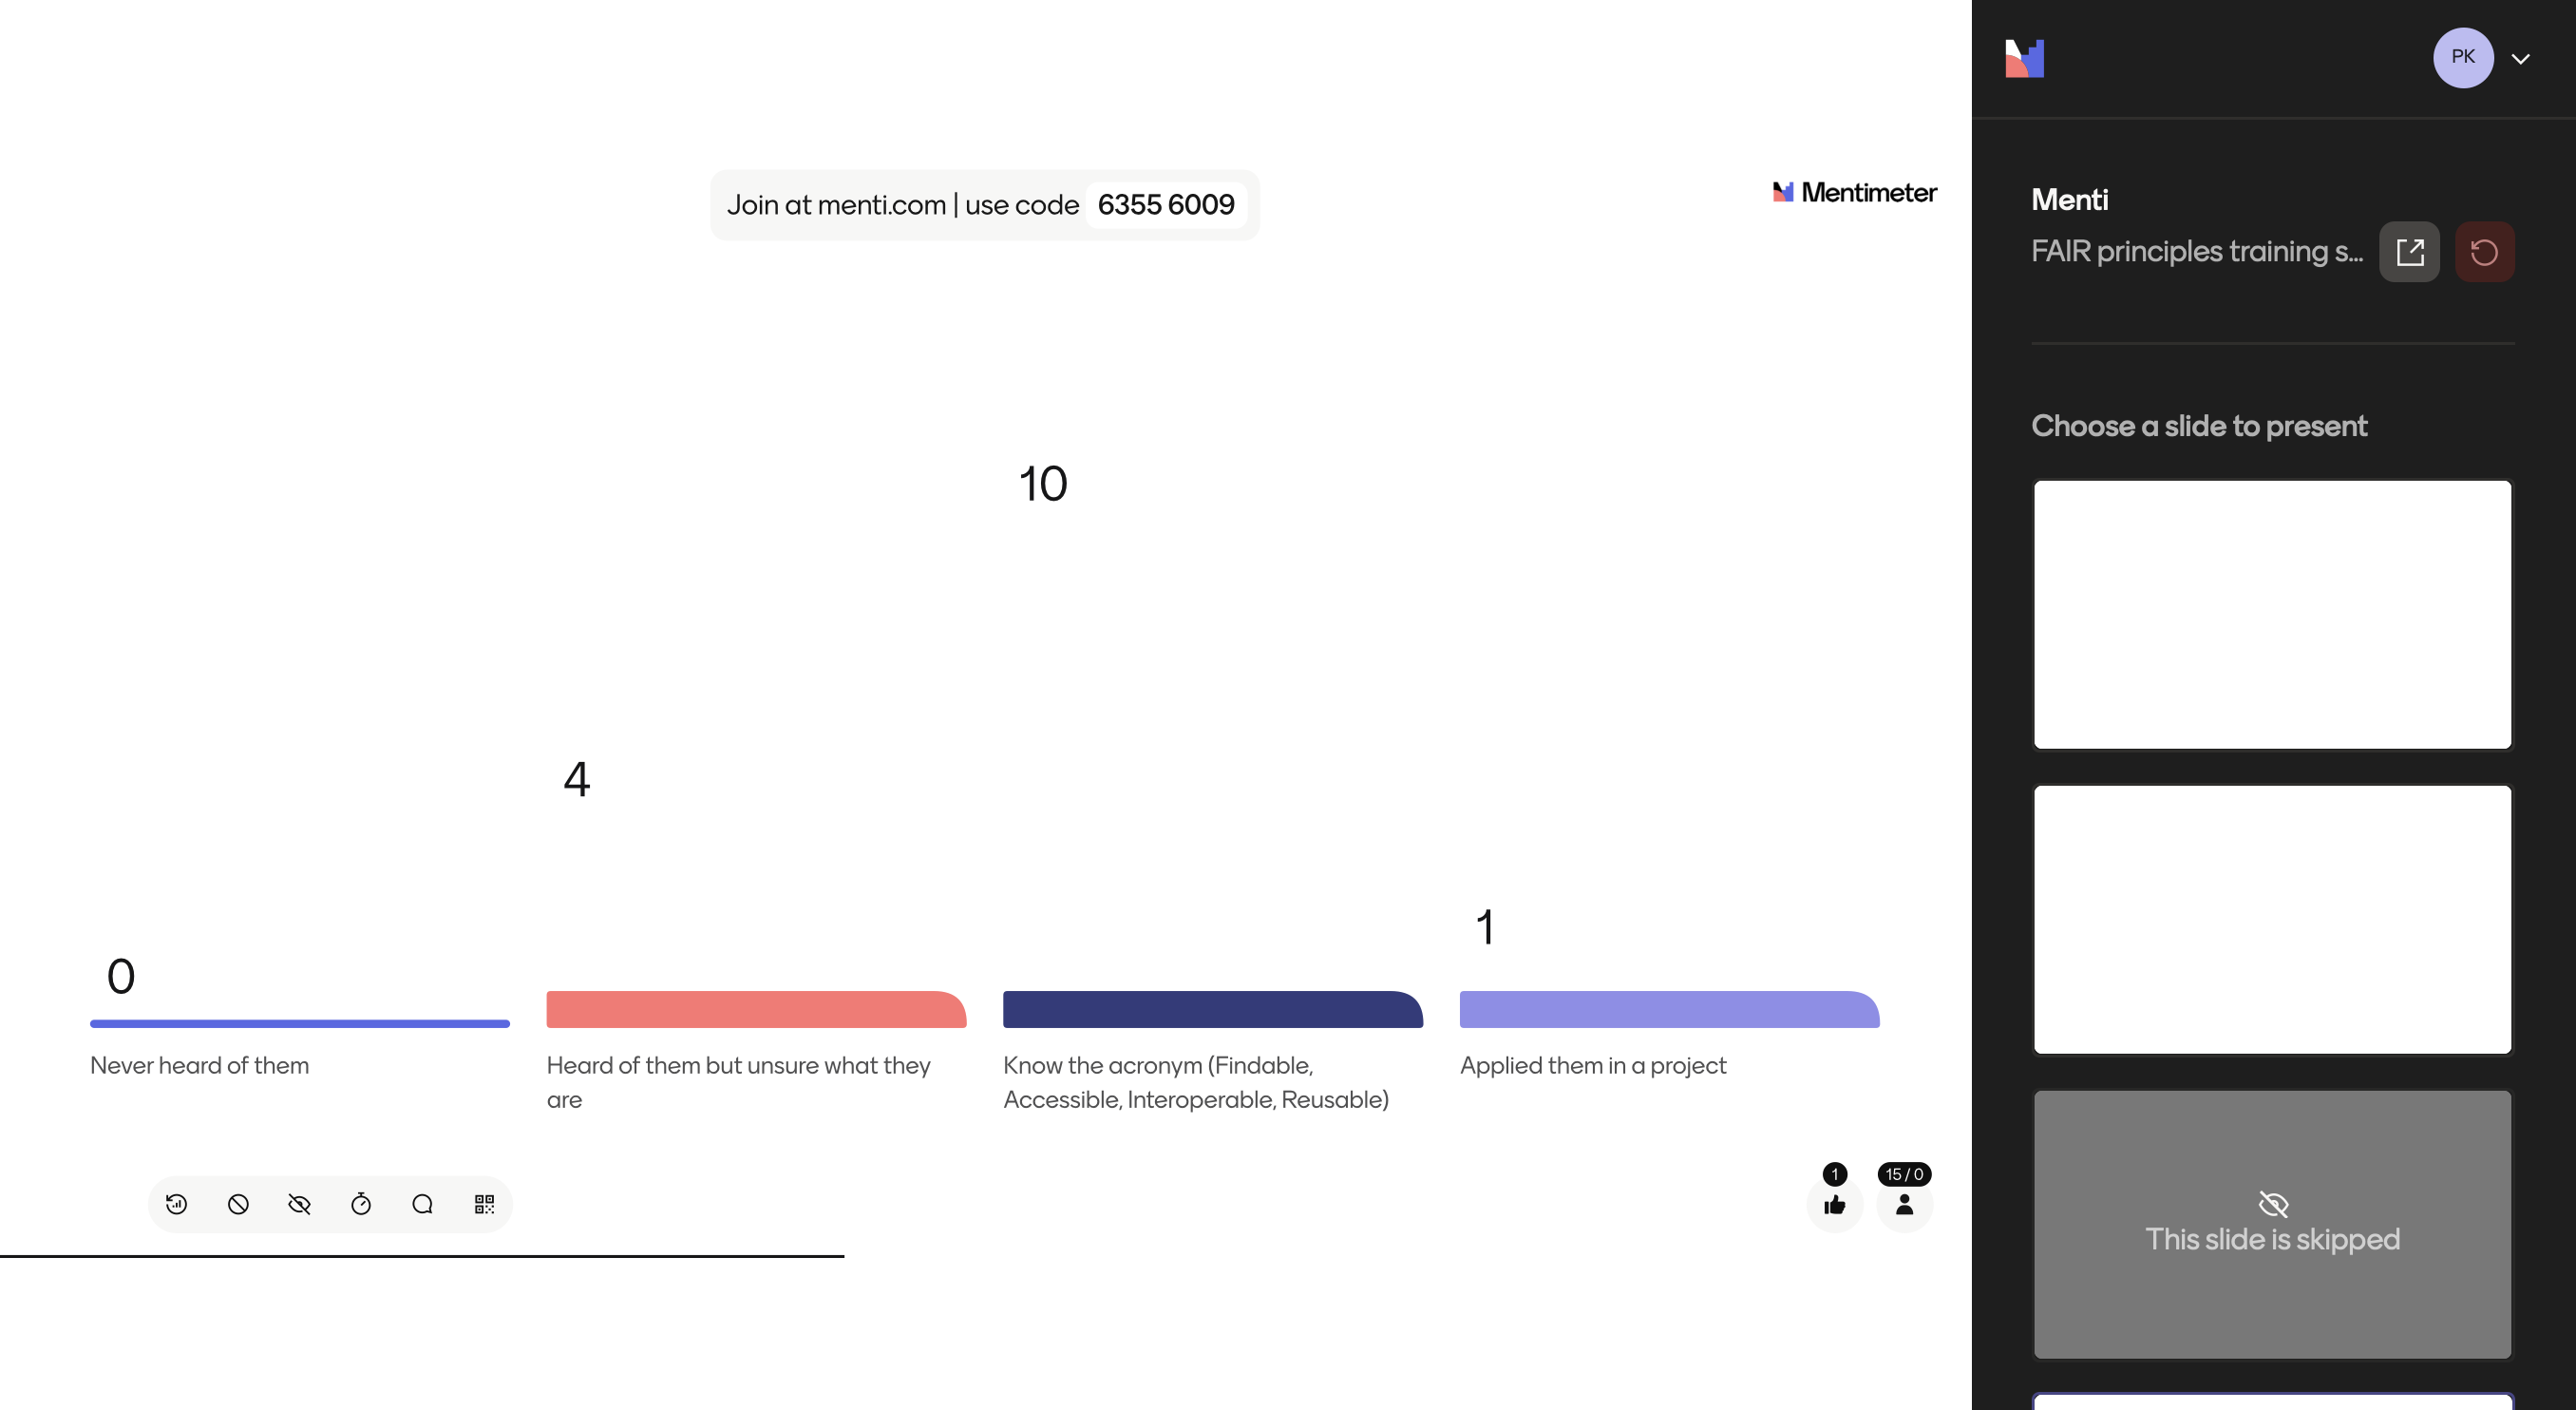 Join at menti.com | use code 6355 6009
Mentimeter
0
4
10
1
Never heard of them
Heard of them but unsure what they
are
Know the acronym (Findable,
Accessible, Interoperable, Reusable)
Applied them in a project
1
15 / 0
PK
Menti
FAIR principles training s...
Choose a slide to present
This slide is skipped